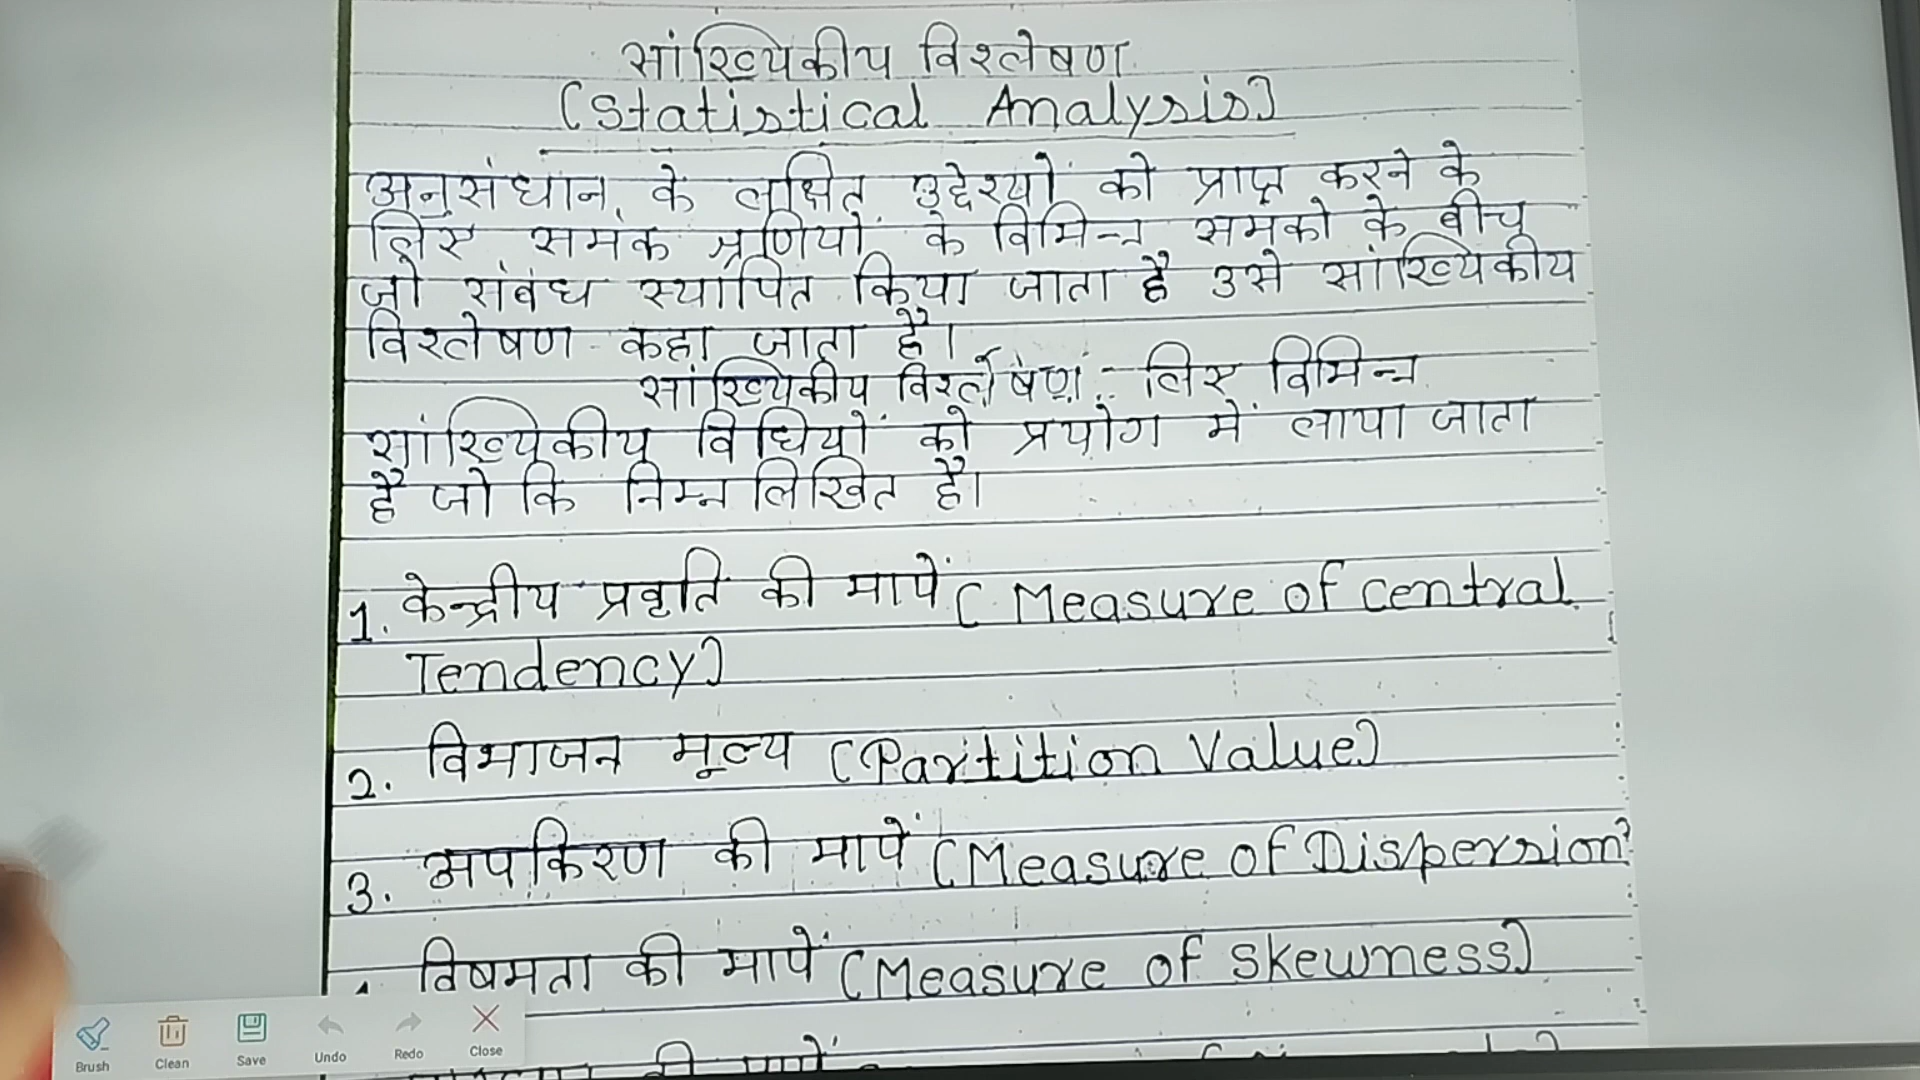 सांख्यिकीय विश्लेषण
(Statistical Analysis)
अनुसंधान के लक्षित उद्देश्यों को प्राप्त करने के
लिए समंक श्रेणियों के विभिन्न समंको के बीच
जो संबंध स्थापित किया जाता है उसे सांख्यिकीय
विश्लेषण कहा जाता है।
सांख्यिकीय विश्लेषण लिए विभिन्न
सांख्यिकीय विधियों को प्रयोग में लाया जाता
है जो कि निम्नलिखित है।
1. केन्द्रीय प्रवृति की मापें (Measure of central
Tendency)
2. विभाजन मूल्य (Partition Value)
3. अपकिरण की मापें (Measure of Dispersion)
विषमता की मापें (Measure of Skewness)
की मापें
Brush Clean Save Undo Redo Close